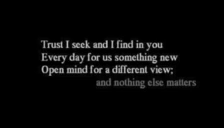 Trust I seek and I find in you
Every day for us something new
Open mind for a different view;
and nothing else matters